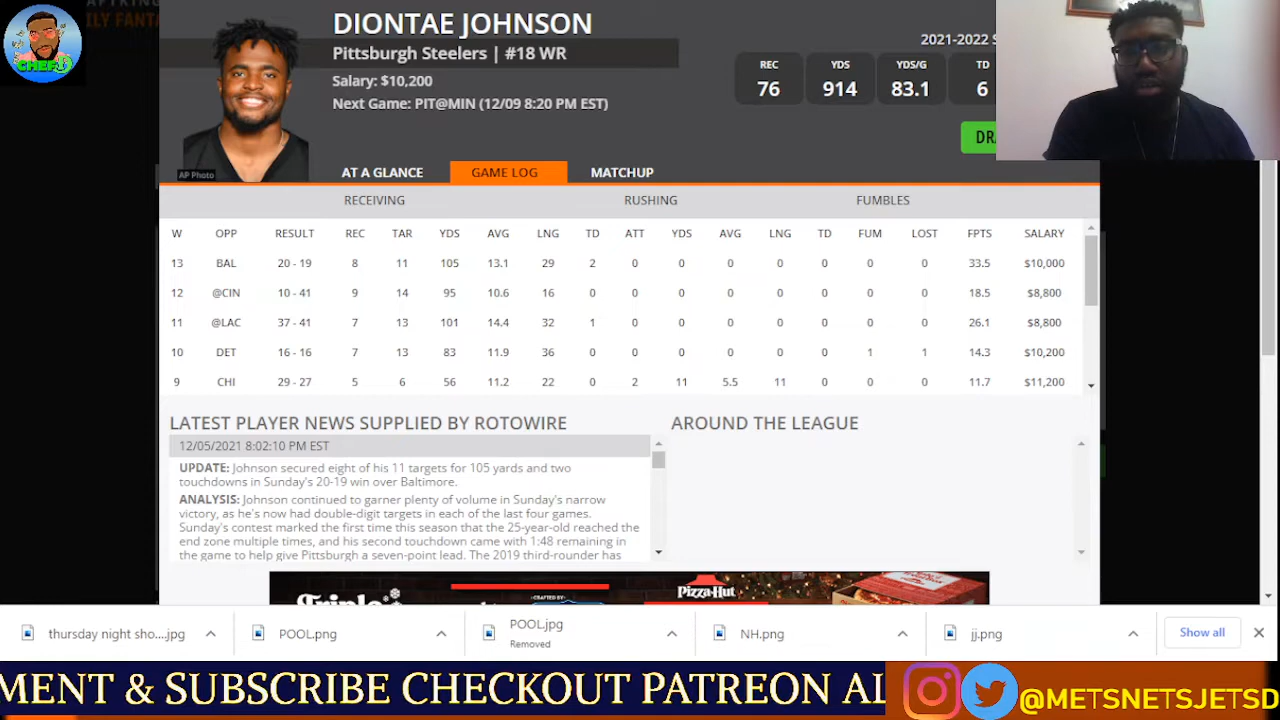 ILY FANTA
CHEF
DIONTAE JOHNSON
Pittsburgh Steelers | #18 WR
Salary: $10,200
Next Game: PIT@MIN (12/09 8:20 PM EST)
2021-2022 S
REC YDS YDS/G TD
76 914 83.1 6
DR
AP Photo
AT A GLANCE GAME LOG MATCHUP
RECEIVING RUSHING FUMBLES
W OPP RESULT REC TAR YDS AVG LNG TD ATT YDS AVG LNG TD FUM LOST FPTS SALARY
13 BAL 20 - 19 8 11 105 13.1 29 2 0 0 0 0 0 0 0 33.5 $10,000
12 @CIN 10 - 41 9 14 95 10.6 16 0 0 0 0 0 0 0 0 18.5 $8,800
11 @LAC 37 - 41 7 13 101 14.4 32 1 0 0 0 0 0 0 0 26.1 $8,800
10 DET 16 - 16 7 13 83 11.9 36 0 0 0 0 0 0 1 1 14.3 $10,200
9 CHI 29 - 27 5 6 56 11.2 22 0 2 11 5.5 11 0 0 0 11.7 $11,200
LATEST PLAYER NEWS SUPPLIED BY ROTOWIRE
12/05/2021 8:02:10 PM EST
UPDATE: Johnson secured eight of his 11 targets for 105 yards and two
touchdowns in Sunday's 20-19 win over Baltimore.
ANALYSIS: Johnson continued to garner plenty of volume in Sunday's narrow
victory, as he's now had double-digit targets in each of the last four games.
Sunday's contest marked the first time this season that the 25-year-old reached the
end zone multiple times, and his second touchdown came with 1:48 remaining in
the game to help give Pittsburgh a seven-point lead. The 2019 third-rounder has
AROUND THE LEAGUE
Triple
-CRAFTED BY-
Pizza Hut
thursday night sho....jpg
POOL.png
POOL.jpg
Removed
NH.png
jj.png
Show all
MENT & SUBSCRIBE CHECKOUT PATREON AL
@METSNETSJETSD